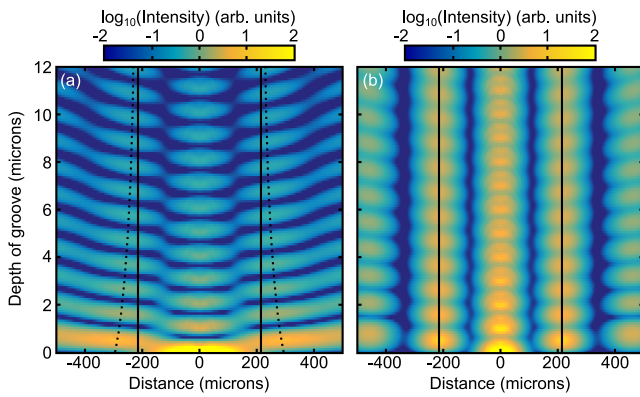 log₁₀(Intensity) (arb. units)
-2 -1 0 1 2
log₁₀(Intensity) (arb. units)
-2 -1 0 1 2
(a)
(b)
Depth of groove (microns)
12
10
8
6
4
2
0
-400 -200 0 200 400
Distance (microns)
-400 -200 0 200 400
Distance (microns)